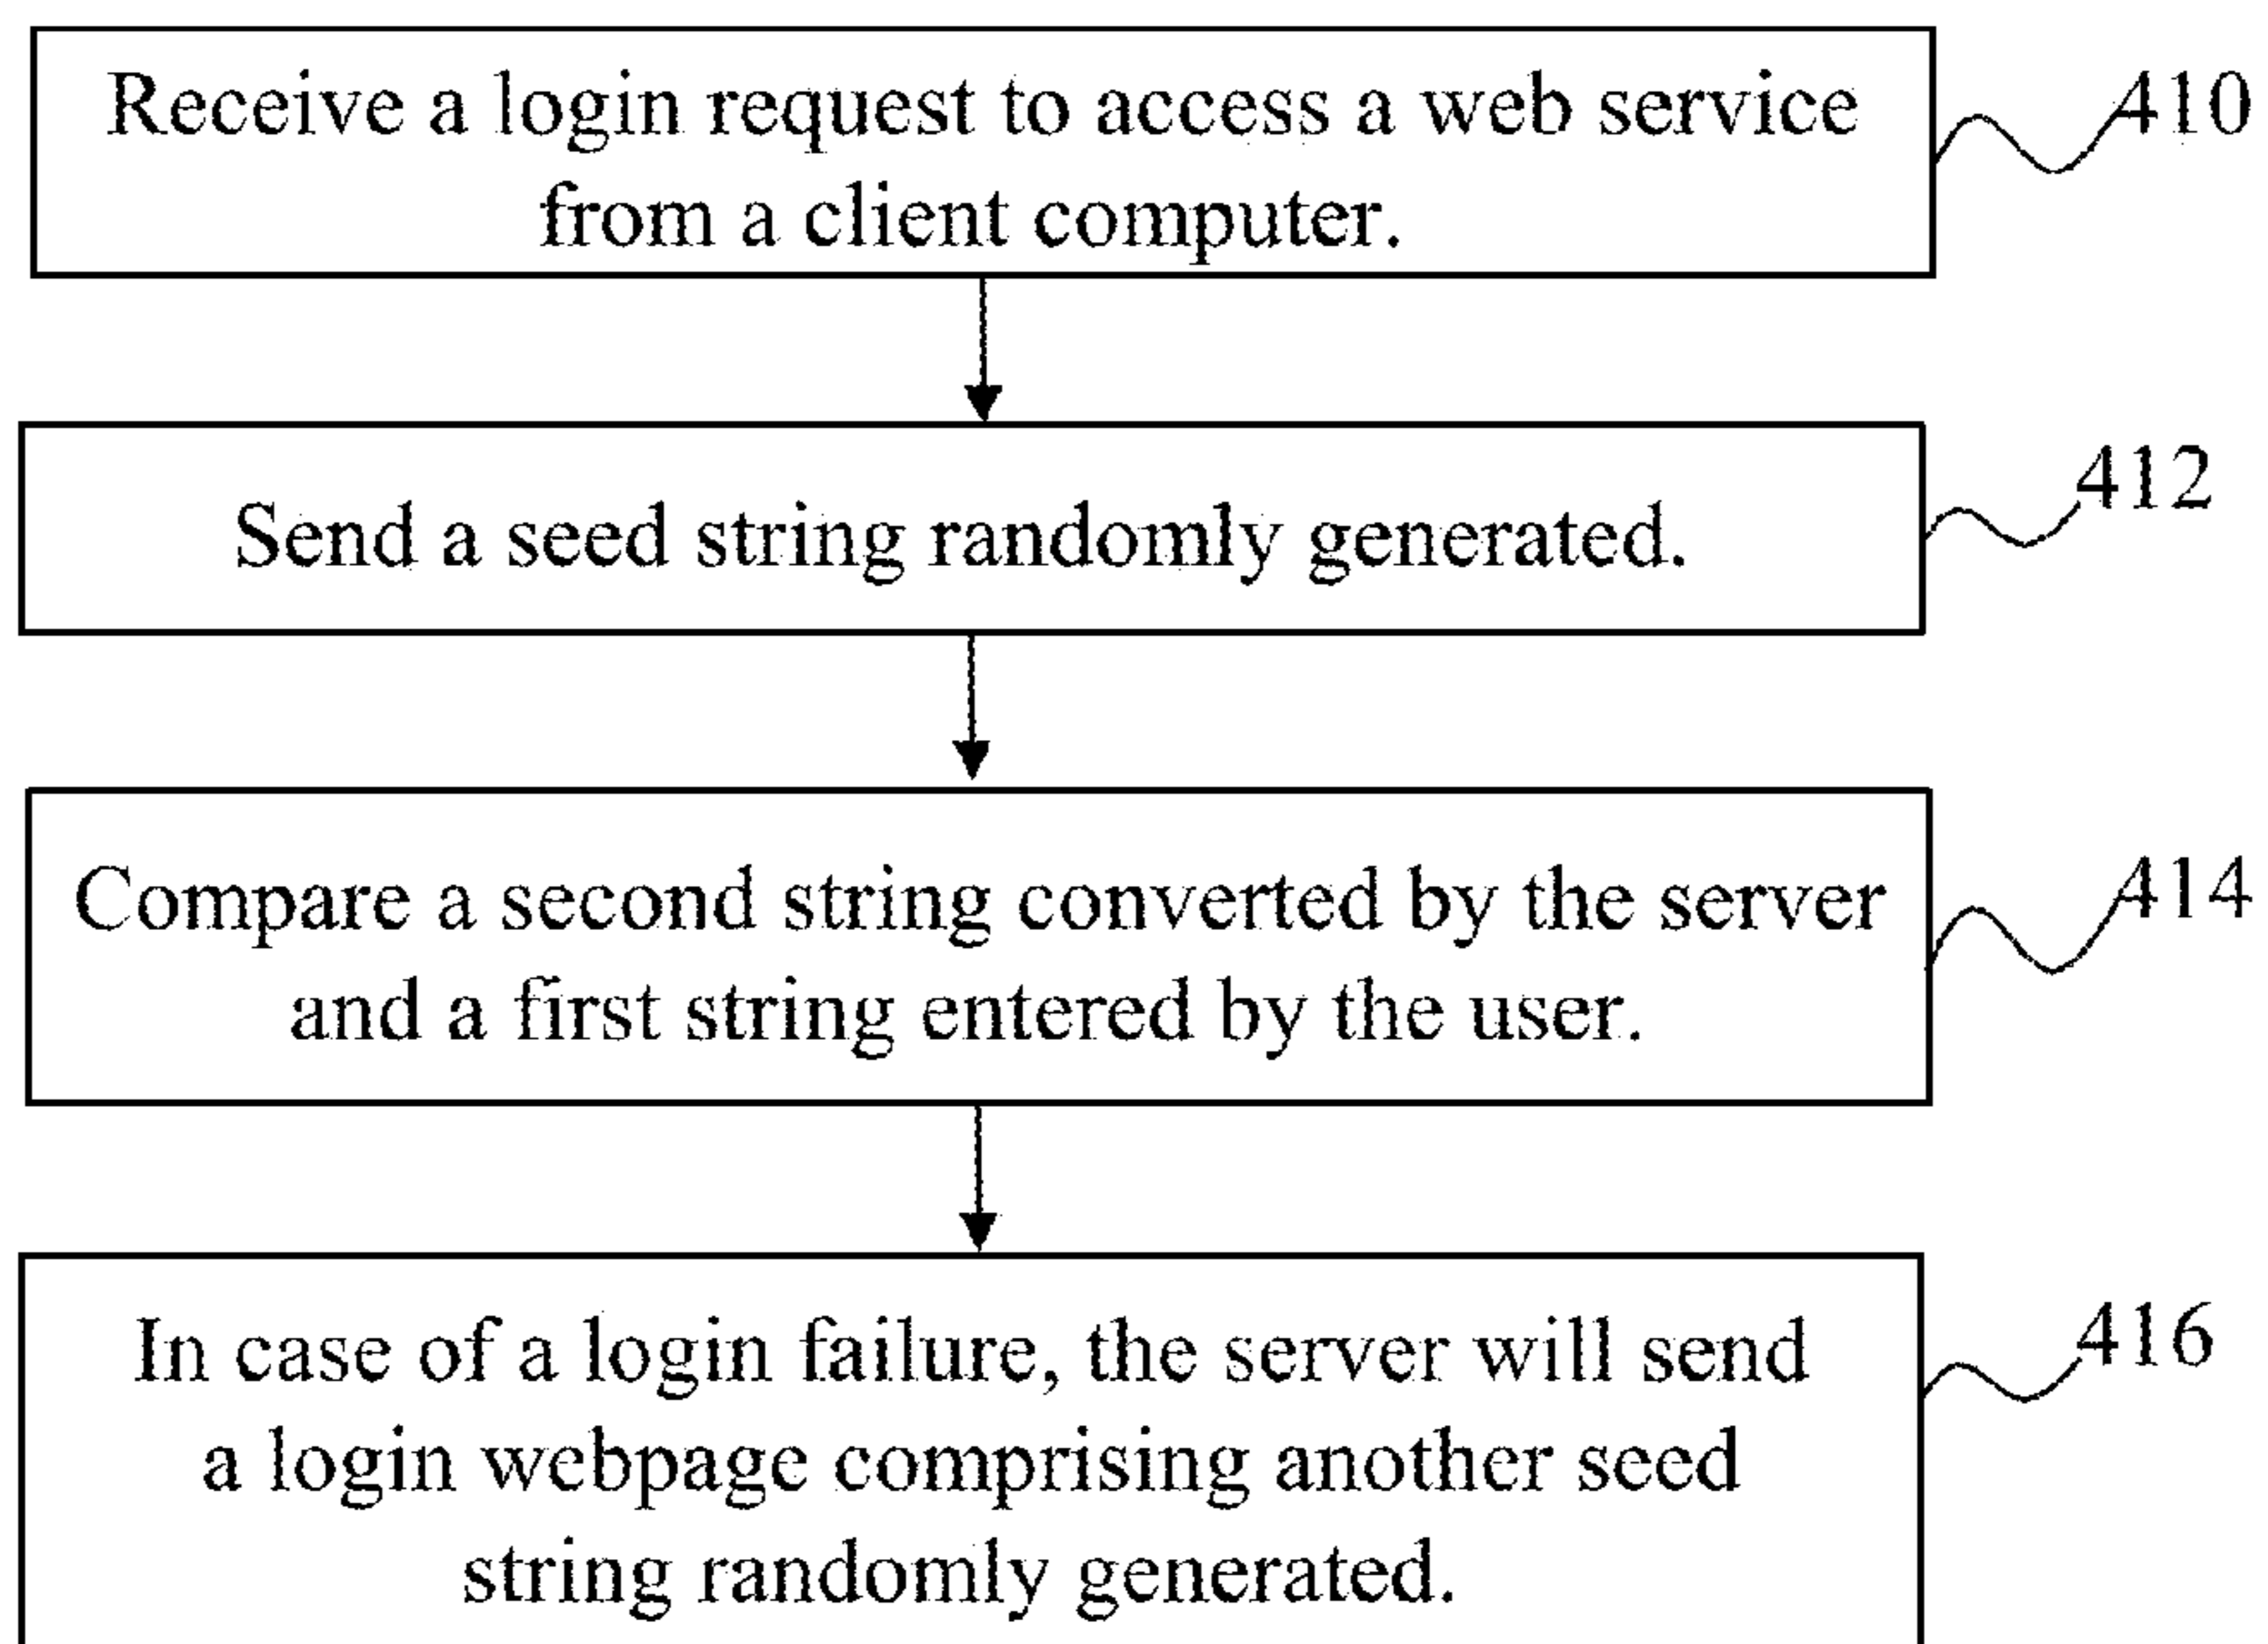 Receive a login request to access a web service
from a client computer.
410
Send a seed string randomly generated.
412
Compare a second string converted by the server
and a first string entered by the user.
414
In case of a login failure, the server will send
a login webpage comprising another seed
string randomly generated.
416